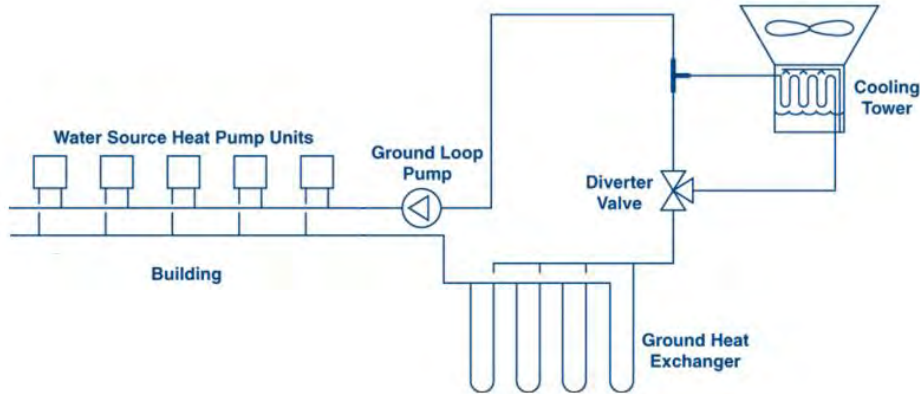 Water Source Heat Pump Units
Ground Loop
Pump
Cooling
Tower
Diverter
Valve
Building
Ground Heat
Exchanger